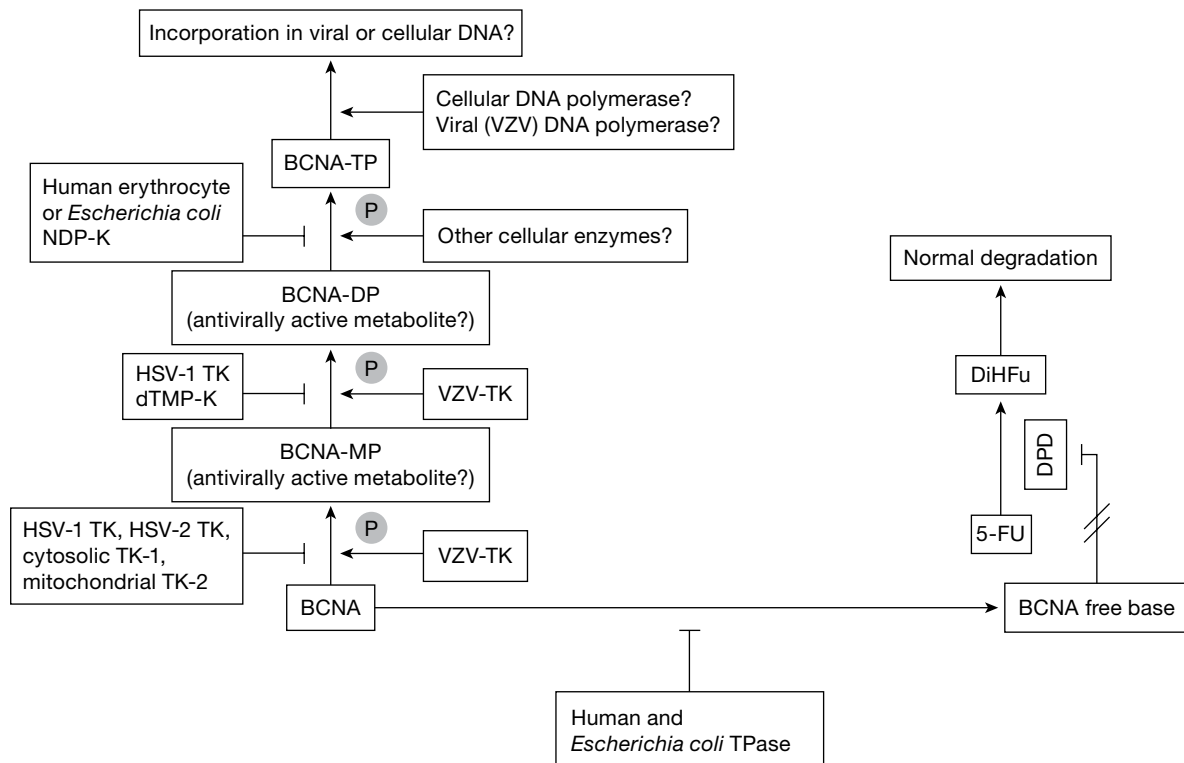 Incorporation in viral or cellular DNA?
Cellular DNA polymerase?
Viral (VZV) DNA polymerase?
BCNA-TP
Human erythrocyte
or Escherichia coli
NDP-K
P
Other cellular enzymes?
Normal degradation
BCNA-DP
(antivirally active metabolite?)
HSV-1 TK
dTMP-K
P
VZV-TK
DiHFu
BCNA-MP
(antivirally active metabolite?)
DPD
HSV-1 TK, HSV-2 TK,
cytosolic TK-1,
mitochondrial TK-2
P
VZV-TK
5-FU
BCNA
BCNA free base
Human and
Escherichia coli TPase